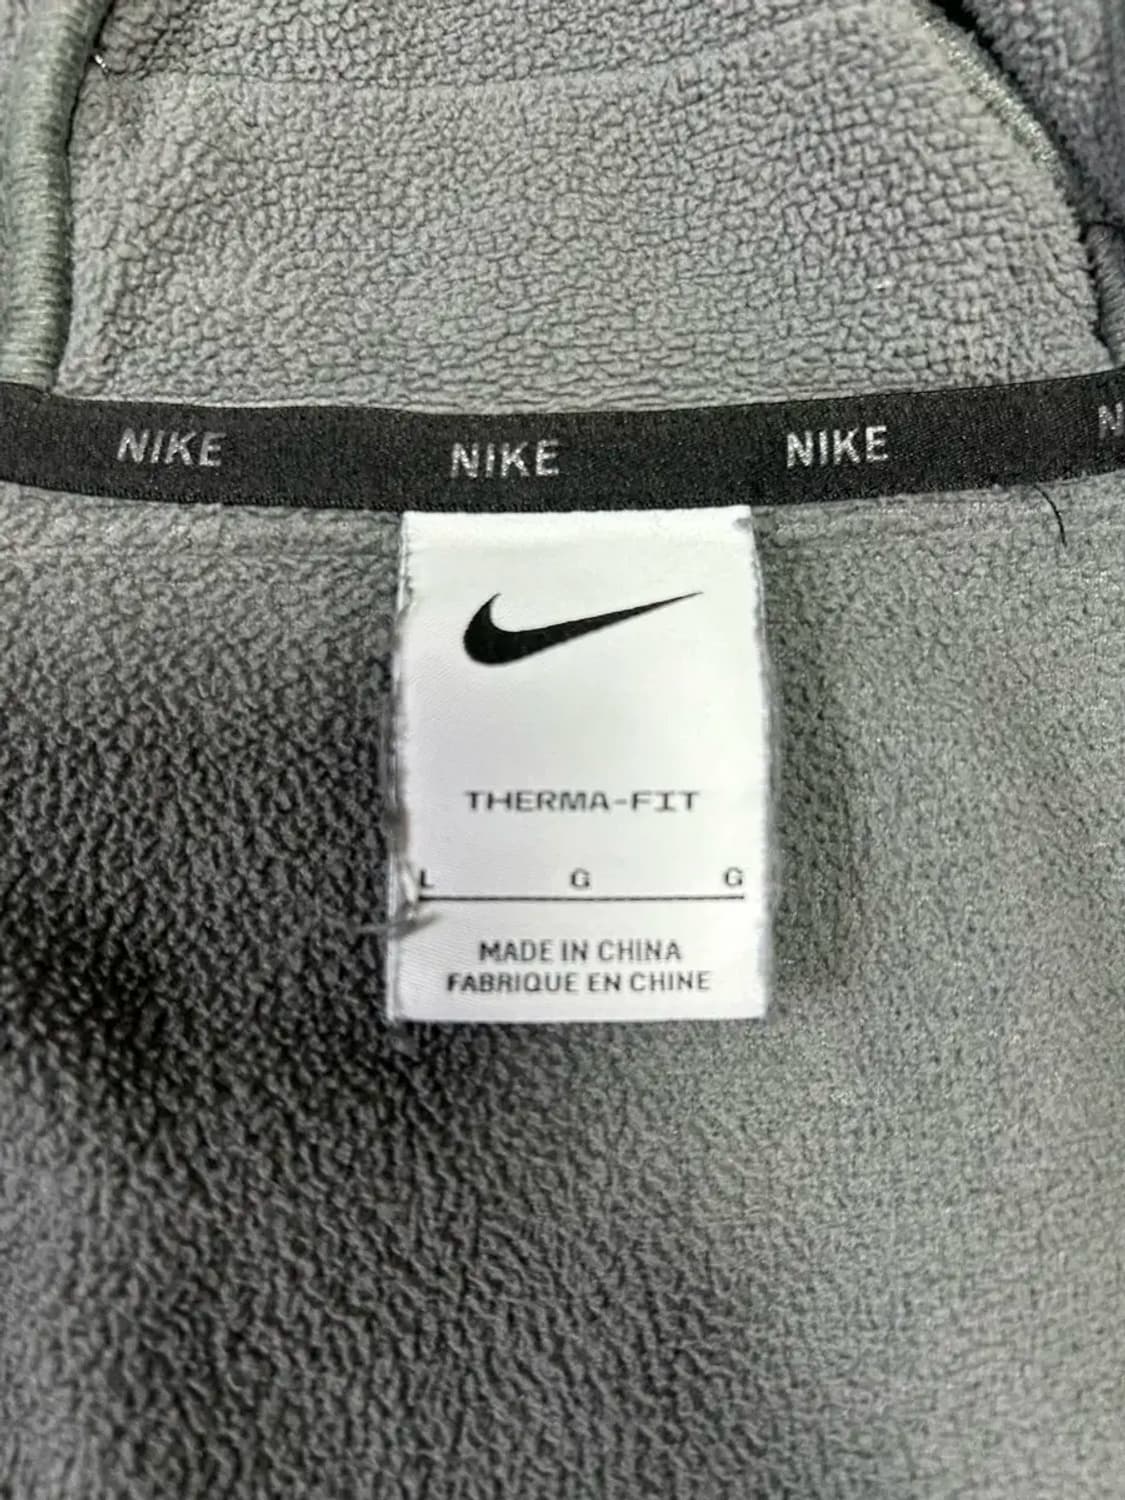 NIKE NIKE NIKE N
THERMA-FIT
L G G
MADE IN CHINA
FABRIQUE EN CHINE